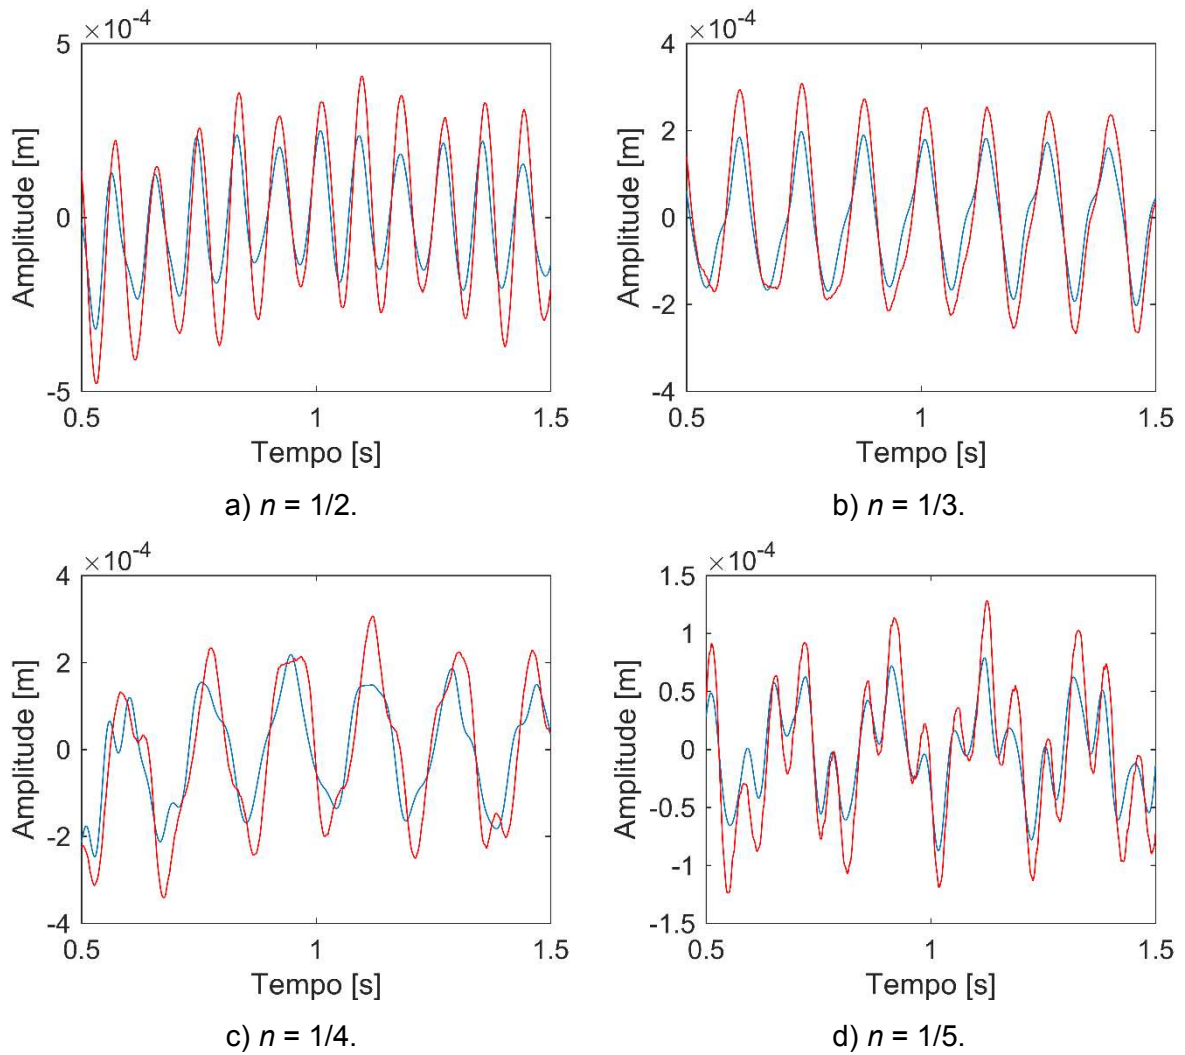 ×10⁻⁴
5
0
-5
Amplitude [m]
0.5 1 1.5
Tempo [s]
a) n = 1/2.
×10⁻⁴
4
2
0
-2
-4
Amplitude [m]
0.5 1 1.5
Tempo [s]
b) n = 1/3.
×10⁻⁴
4
2
0
-2
-4
Amplitude [m]
0.5 1 1.5
Tempo [s]
c) n = 1/4.
×10⁻⁴
1.5
1
0.5
0
-0.5
-1
-1.5
Amplitude [m]
0.5 1 1.5
Tempo [s]
d) n = 1/5.